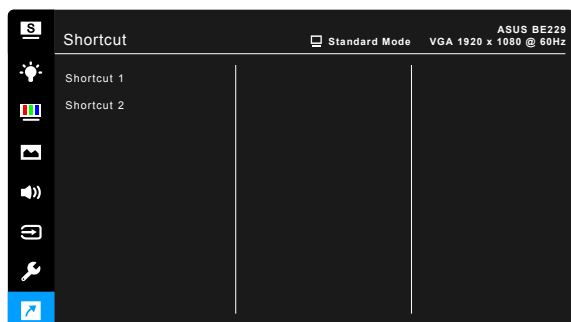 S
ASUS BE229
Shortcut
Standard Mode
VGA 1920 x 1080 @ 60Hz
Shortcut 1
Shortcut 2